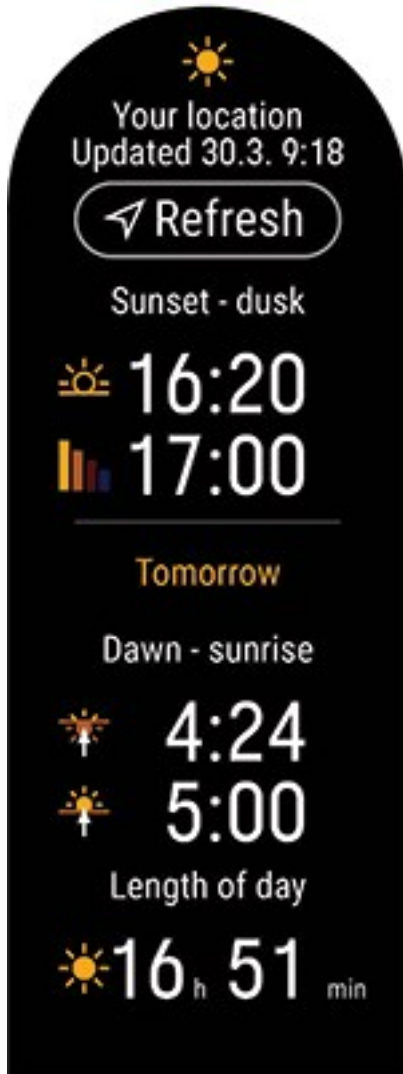 Your location
Updated 30.3. 9:18
Refresh
Sunset - dusk
16:20
17:00
Tomorrow
Dawn - sunrise
4:24
5:00
Length of day
16 h 51 min